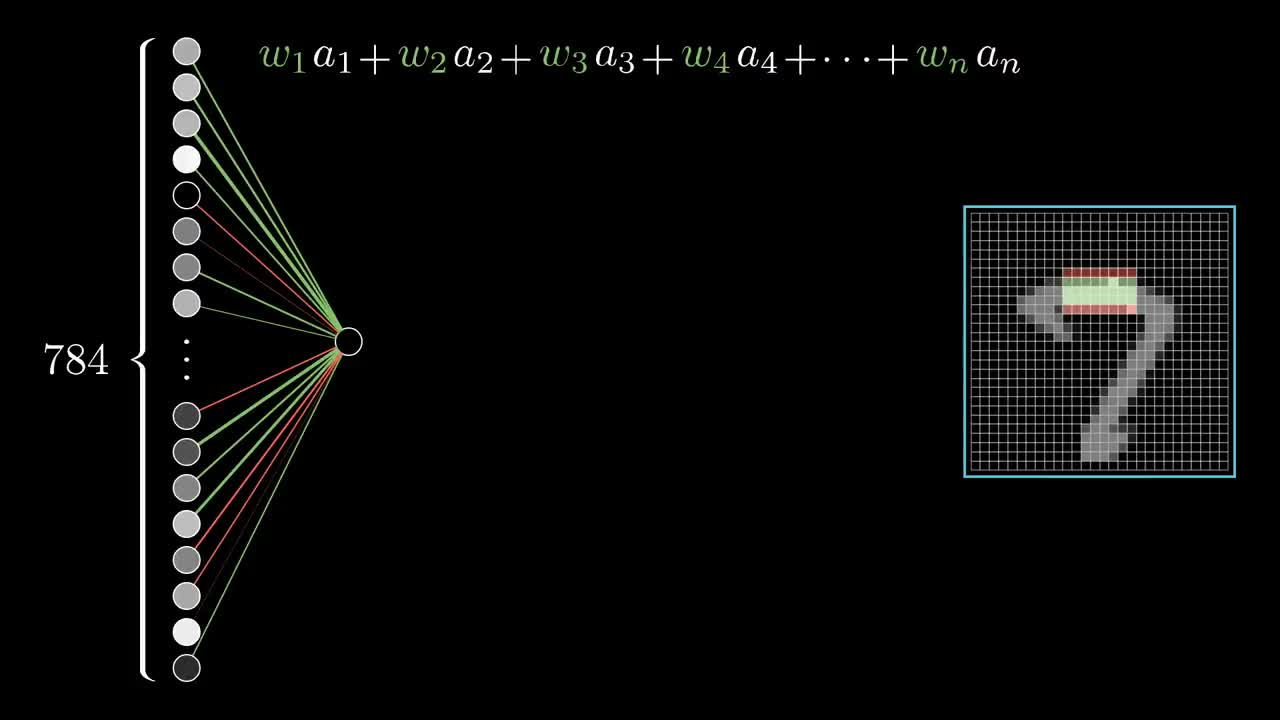 w₁a₁ + w₂a₂ + w₃a₃ + w₄a₄ + ⋯ + wₙaₙ
784